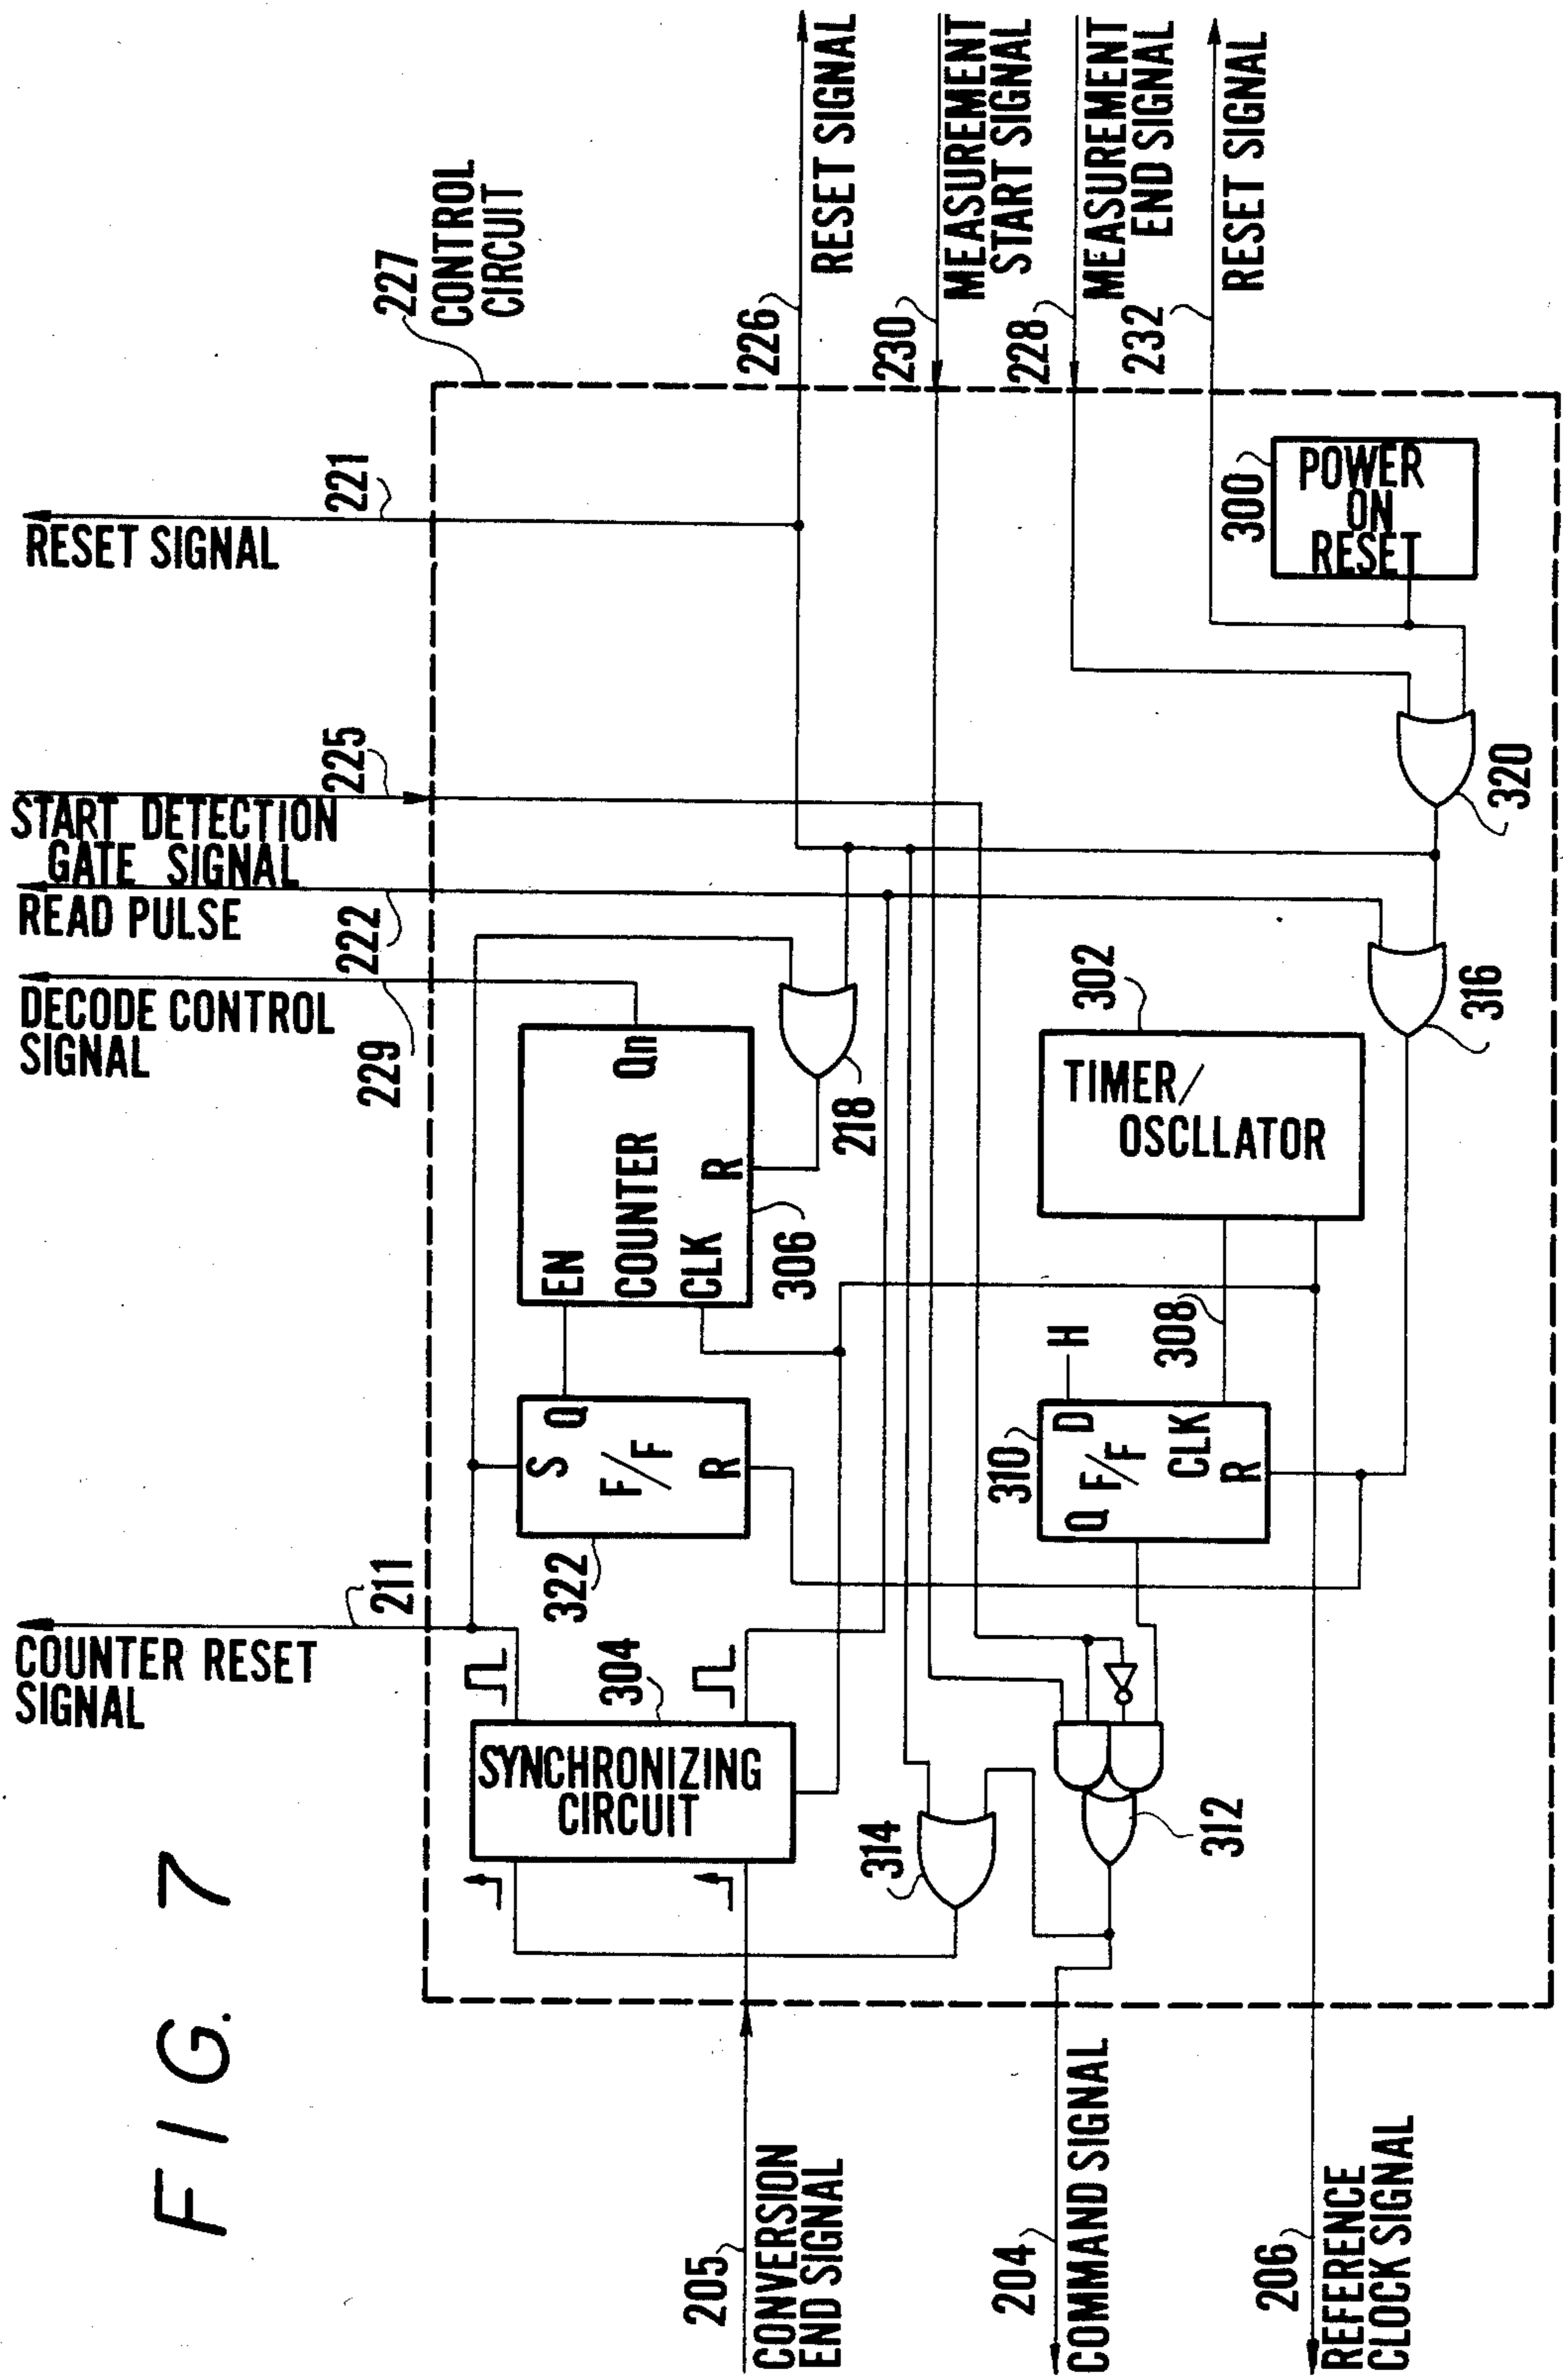 FIG. 7
COUNTER RESET
SIGNAL
211
DECODE CONTROL
SIGNAL
229
READ PULSE
222
START DETECTION
GATE SIGNAL
225
RESET SIGNAL
221
227
CONTROL
CIRCUIT
205
CONVERSION
END SIGNAL
204
COMMAND SIGNAL
206
REFERENCE
CLOCK SIGNAL
SYNCHRONIZING
CIRCUIT
304
322
S Q
F/F
R
EN
COUNTER Qn
CLK R
306
218
314
312
310
Q D
F/F
CLK
R
H
308
302
TIMER/
OSCLLATOR
316
320
300
POWER
ON
RESET
226
RESET SIGNAL
230
MEASUREMENT
START SIGNAL
228
MEASUREMENT
END SIGNAL
232
RESET SIGNAL